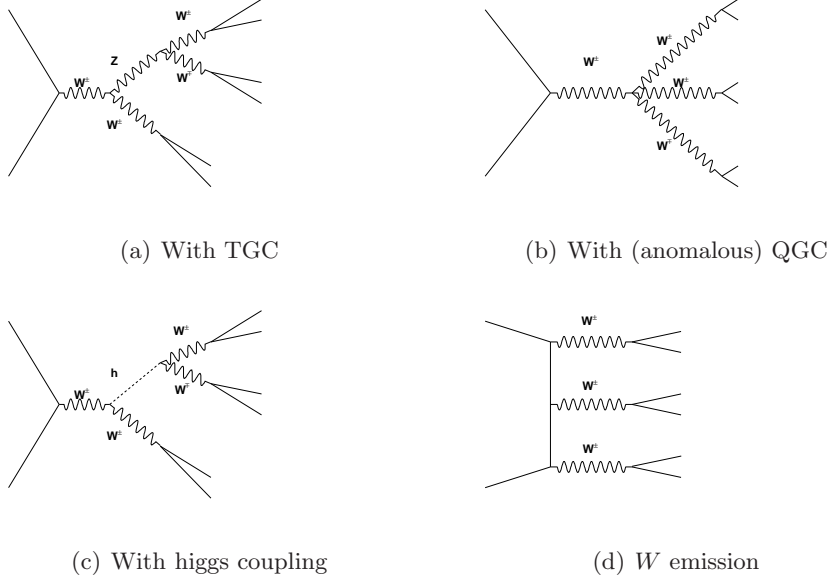 W±
Z
W±
W∓
W±
(a) With TGC
W±
W±
W±
W∓
(b) With (anomalous) QGC
W±
h
W±
W∓
W±
(c) With higgs coupling
W±
W±
W±
(d) W emission